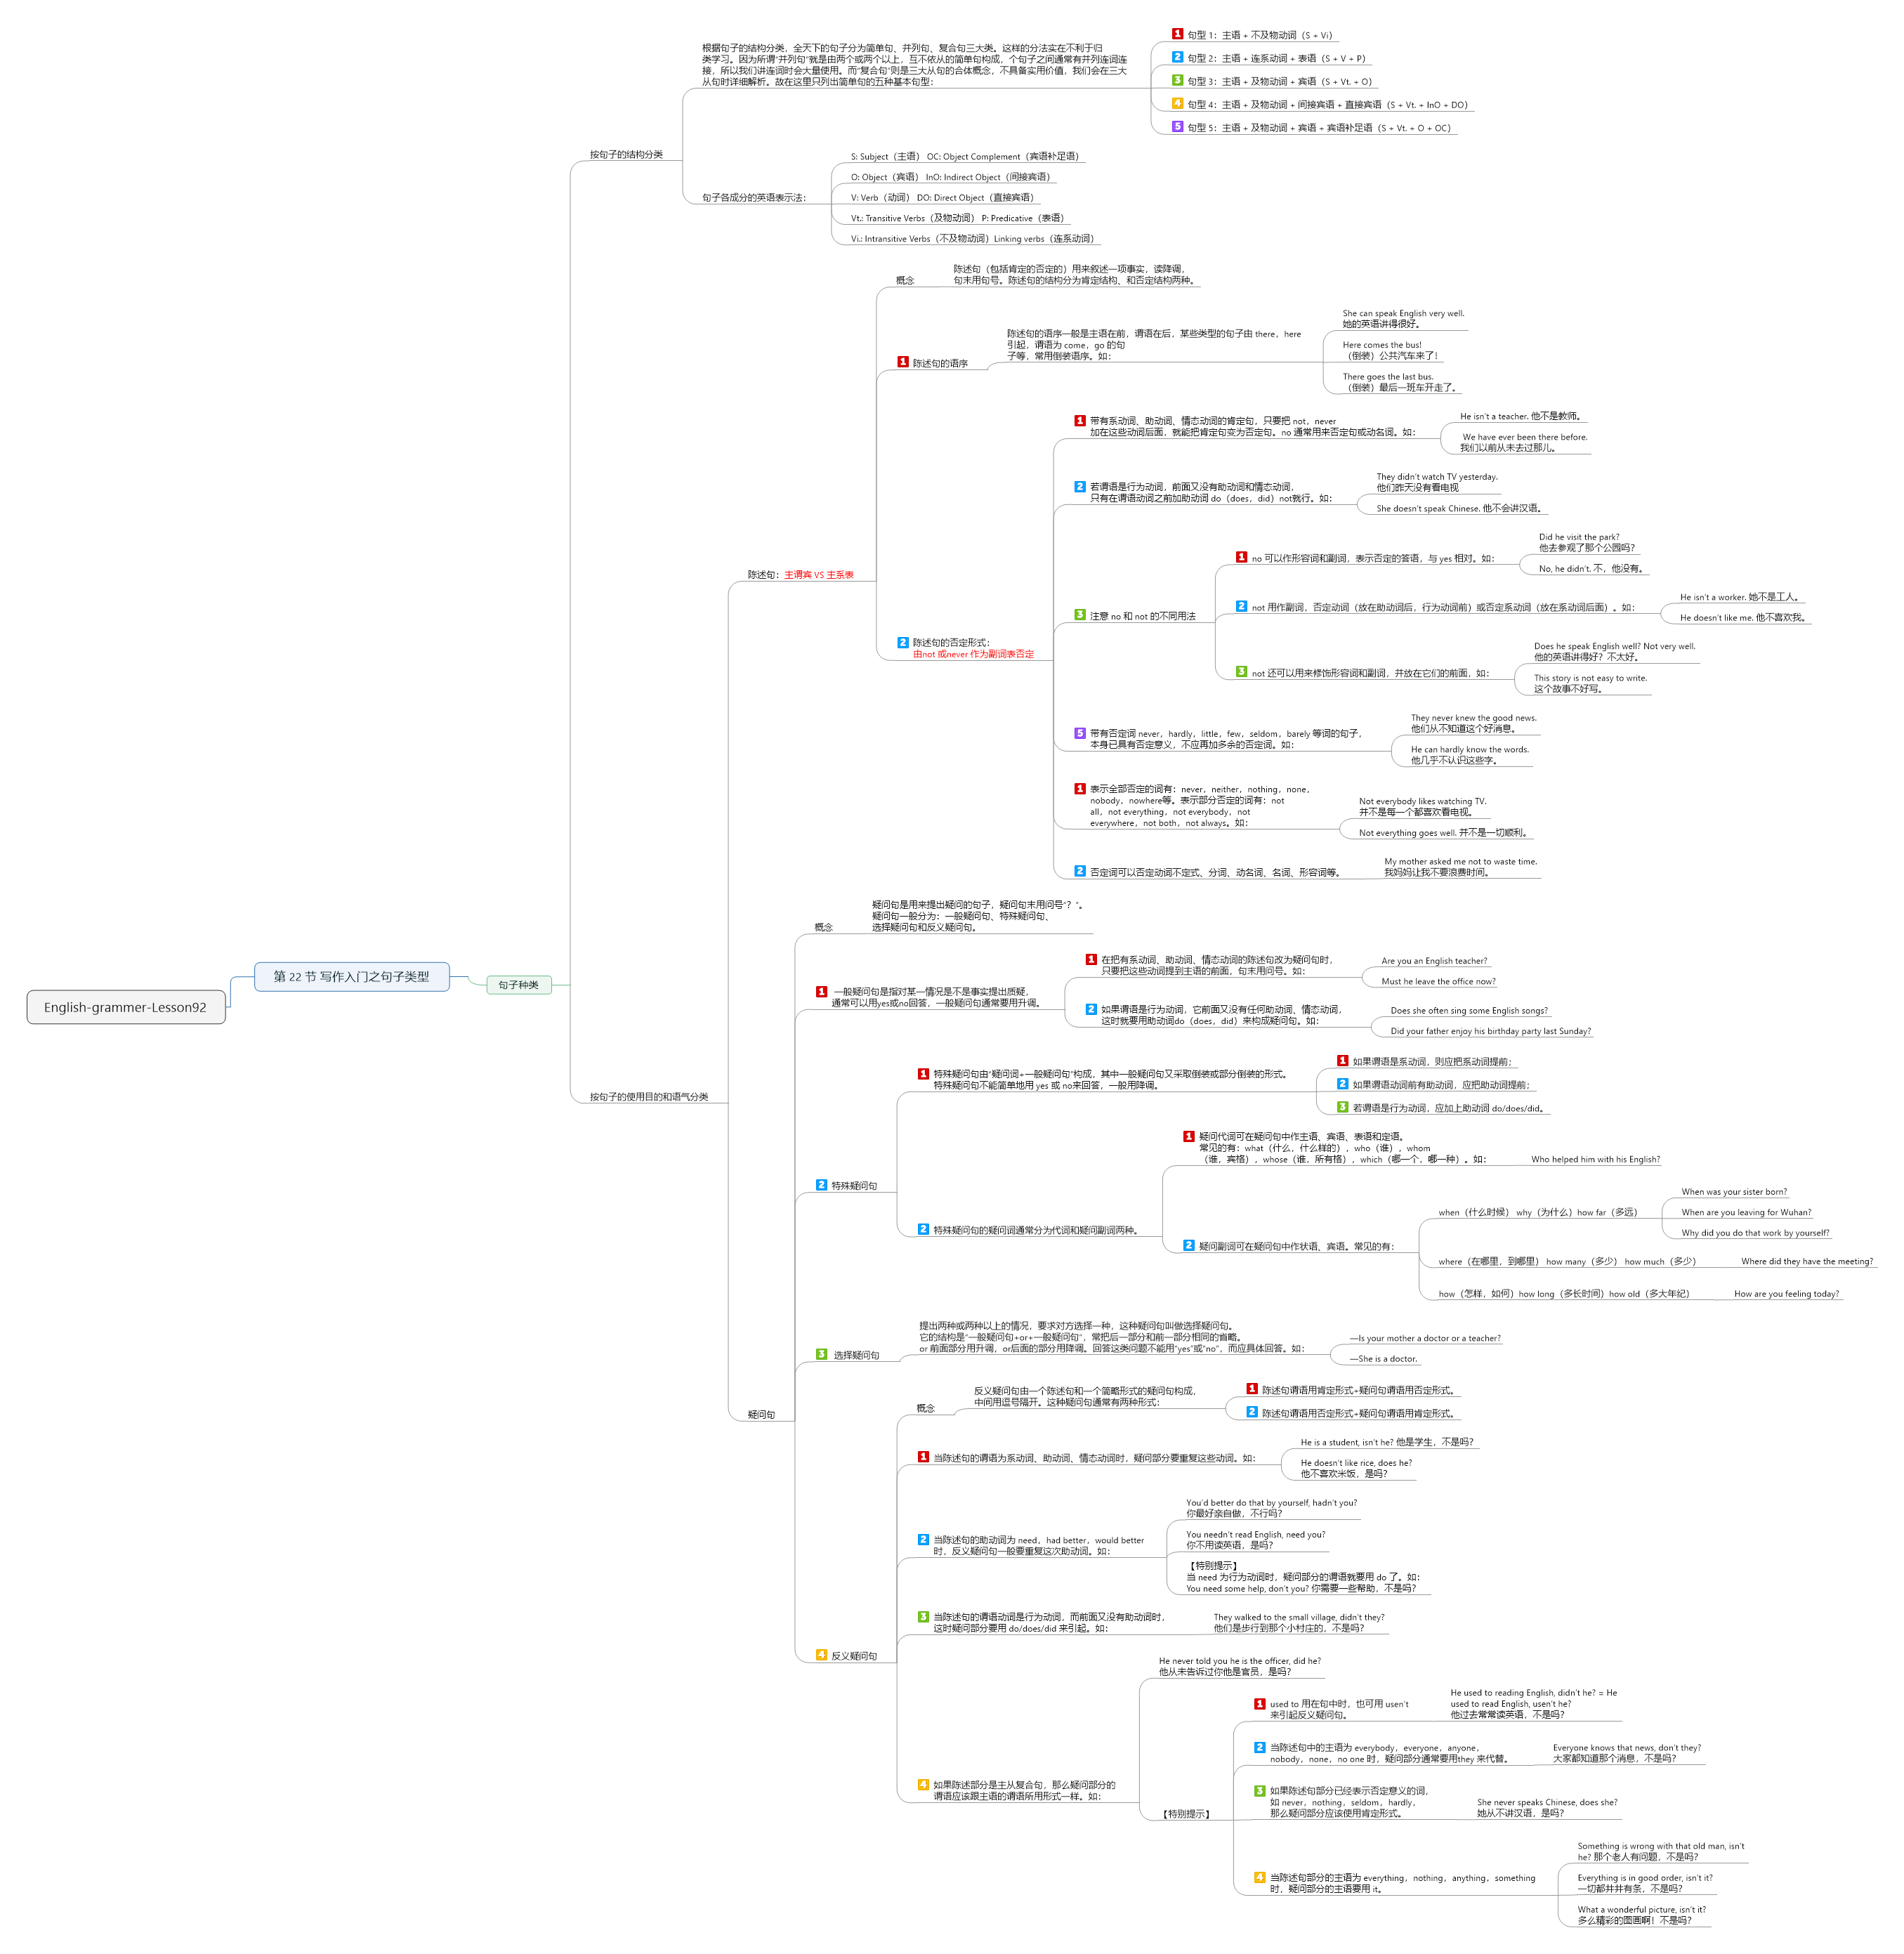 English-grammer-Lesson92
第 22 节 写作入门之句子类型
句子种类
按句子的结构分类
根据句子的结构分类，全天下的句子分为简单句、并列句、复合句三大类。这样的分法实在不利于归
类学习。因为所谓“并列句”就是由两个或两个以上，互不依从的简单句构成，个句子之间通常有并列连词连
接，所以我们讲连词时会大量使用。而“复合句”则是三大从句的合体概念，不具备实用价值，我们会在三大
从句时详细解析。故在这里只列出简单句的五种基本句型：
1 句型 1：主语 + 不及物动词（S + Vi）
2 句型 2：主语 + 连系动词 + 表语（S + V + P）
3 句型 3：主语 + 及物动词 + 宾语（S + Vt. + O）
4 句型 4：主语 + 及物动词 + 间接宾语 + 直接宾语（S + Vt. + InO + DO）
5 句型 5：主语 + 及物动词 + 宾语 + 宾语补足语（S + Vt. + O + OC）
句子各成分的英语表示法：
S: Subject（主语） OC: Object Complement（宾语补足语）
O: Object（宾语） InO: Indirect Object（间接宾语）
V: Verb（动词） DO: Direct Object（直接宾语）
Vt.: Transitive Verbs（及物动词） P: Predicative（表语）
Vi.: Intransitive Verbs（不及物动词）Linking verbs（连系动词）
按句子的使用目的和语气分类
陈述句：主谓宾 VS 主系表
概念
陈述句（包括肯定的否定的）用来叙述一项事实，读降调，
句末用句号。陈述句的结构分为肯定结构、和否定结构两种。
1 陈述句的语序
陈述句的语序一般是主语在前，谓语在后，某些类型的句子由 there，here
引起，谓语为 come，go 的句
子等，常用倒装语序。如：
She can speak English very well.
她的英语讲得很好。
Here comes the bus!
（倒装）公共汽车来了！
There goes the last bus.
（倒装）最后一班车开走了。
2 陈述句的否定形式：
由not 或never 作为副词表否定
1 带有系动词、助动词、情态动词的肯定句，只要把 not，never
加在这些动词后面，就能把肯定句变为否定句。no 通常用来否定句或动名词。如：
He isn't a teacher. 他不是教师。
We have ever been there before.
我们以前从未去过那儿。
2 若谓语是行为动词，前面又没有助动词和情态动词，
只有在谓语动词之前加助动词 do（does，did）not就行。如：
They didn't watch TV yesterday.
他们昨天没有看电视
She doesn't speak Chinese. 他不会讲汉语。
3 注意 no 和 not 的不同用法
1 no 可以作形容词和副词，表示否定的答语，与 yes 相对。如：
Did he visit the park?
他去参观了那个公园吗？
No, he didn't. 不，他没有。
2 not 用作副词，否定动词（放在助动词后，行为动词前）或否定系动词（放在系动词后面）。如：
He isn't a worker. 她不是工人。
He doesn't like me. 他不喜欢我。
3 not 还可以用来修饰形容词和副词，并放在它们的前面，如：
Does he speak English well? Not very well.
他的英语讲得好？不太好。
This story is not easy to write.
这个故事不好写。
5 带有否定词 never，hardly，little，few，seldom，barely 等词的句子，
本身已具有否定意义，不应再加多余的否定词。如：
They never knew the good news.
他们从不知道这个好消息。
He can hardly know the words.
他几乎不认识这些字。
1 表示全部否定的词有：never，neither，nothing，none，
nobody，nowhere等。表示部分否定的词有：not
all，not everything，not everybody，not
everywhere，not both，not always。如：
Not everybody likes watching TV.
并不是每一个都喜欢看电视。
Not everything goes well. 并不是一切顺利。
2 否定词可以否定动词不定式、分词、动名词、名词、形容词等。
My mother asked me not to waste time.
我妈妈让我不要浪费时间。
疑问句
概念
疑问句是用来提出疑问的句子，疑问句末用问号“？”。
疑问句一般分为：一般疑问句、特殊疑问句、
选择疑问句和反义疑问句。
1 一般疑问句是指对某一情况是不是事实提出质疑，
通常可以用yes或no回答，一般疑问句通常要用升调。
1 在把有系动词、助动词、情态动词的陈述句改为疑问句时，
只要把这些动词提到主语的前面，句末用问号。如：
Are you an English teacher?
Must he leave the office now?
2 如果谓语是行为动词，它前面又没有任何助动词、情态动词，
这时就要用助动词do（does，did）来构成疑问句。如：
Does she often sing some English songs?
Did your father enjoy his birthday party last Sunday?
2 特殊疑问句
1 特殊疑问句由“疑问词+一般疑问句”构成，其中一般疑问句又采取倒装或部分倒装的形式。
特殊疑问句不能简单地用 yes 或 no来回答，一般用降调。
1 如果谓语是系动词，则应把系动词提前；
2 如果谓语动词前有助动词，应把助动词提前；
3 若谓语是行为动词，应加上助动词 do/does/did。
2 特殊疑问句的疑问词通常分为代词和疑问副词两种。
1 疑问代词可在疑问句中作主语、宾语、表语和定语。
常见的有：what（什么，什么样的），who（谁），whom
（谁，宾格），whose（谁，所有格），which（哪一个，哪一种）。如：
Who helped him with his English?
2 疑问副词可在疑问句中作状语、宾语。常见的有：
when（什么时候） why（为什么）how far（多远）
When was your sister born?
When are you leaving for Wuhan?
Why did you do that work by yourself?
where（在哪里，到哪里） how many（多少） how much（多少）
Where did they have the meeting?
how（怎样，如何）how long（多长时间）how old（多大年纪）
How are you feeling today?
3 选择疑问句
提出两种或两种以上的情况，要求对方选择一种，这种疑问句叫做选择疑问句。
它的结构是“一般疑问句+or+一般疑问句”，常把后一部分和前一部分相同的省略。
or 前面部分用升调，or后面的部分用降调。回答这类问题不能用“yes”或“no”，而应具体回答。如：
—Is your mother a doctor or a teacher?
—She is a doctor.
4 反义疑问句
概念
反义疑问句由一个陈述句和一个简略形式的疑问句构成，
中间用逗号隔开。这种疑问句通常有两种形式：
1 陈述句谓语用肯定形式+疑问句谓语用否定形式。
2 陈述句谓语用否定形式+疑问句谓语用肯定形式。
1 当陈述句的谓语为系动词、助动词、情态动词时，疑问部分要重复这些动词。如：
He is a student, isn't he? 他是学生，不是吗？
He doesn't like rice, does he?
他不喜欢米饭，是吗？
2 当陈述句的助动词为 need，had better，would better
时，反义疑问句一般要重复这次助动词。如：
You'd better do that by yourself, hadn't you?
你最好亲自做，不行吗？
You needn't read English, need you?
你不用读英语，是吗？
【特别提示】
当 need 为行为动词时，疑问部分的谓语就要用 do 了。如：
You need some help, don't you? 你需要一些帮助，不是吗？
3 当陈述句的谓语动词是行为动词，而前面又没有助动词时，
这时疑问部分要用 do/does/did 来引起。如：
They walked to the small village, didn't they?
他们是步行到那个小村庄的，不是吗？
4 如果陈述部分是主从复合句，那么疑问部分的
谓语应该跟主语的谓语所用形式一样。如：
He never told you he is the officer, did he?
他从未告诉过你他是官员，是吗？
【特别提示】
1 used to 用在句中时，也可用 usen't
来引起反义疑问句。
He used to reading English, didn't he? = He
used to read English, usen't he?
他过去常常读英语，不是吗？
2 当陈述句中的主语为 everybody，everyone，anyone，
nobody，none，no one 时，疑问部分通常要用they 来代替。
Everyone knows that news, don't they?
大家都知道那个消息，不是吗？
3 如果陈述句部分已经表示否定意义的词，
如 never，nothing，seldom，hardly，
那么疑问部分应该使用肯定形式。
She never speaks Chinese, does she?
她从不讲汉语，是吗？
4 当陈述句部分的主语为 everything，nothing，anything，something
时，疑问部分的主语要用 it。
Something is wrong with that old man, isn't
he? 那个老人有问题，不是吗？
Everything is in good order, isn't it?
一切都井井有条，不是吗？
What a wonderful picture, isn't it?
多么精彩的图画啊！不是吗？